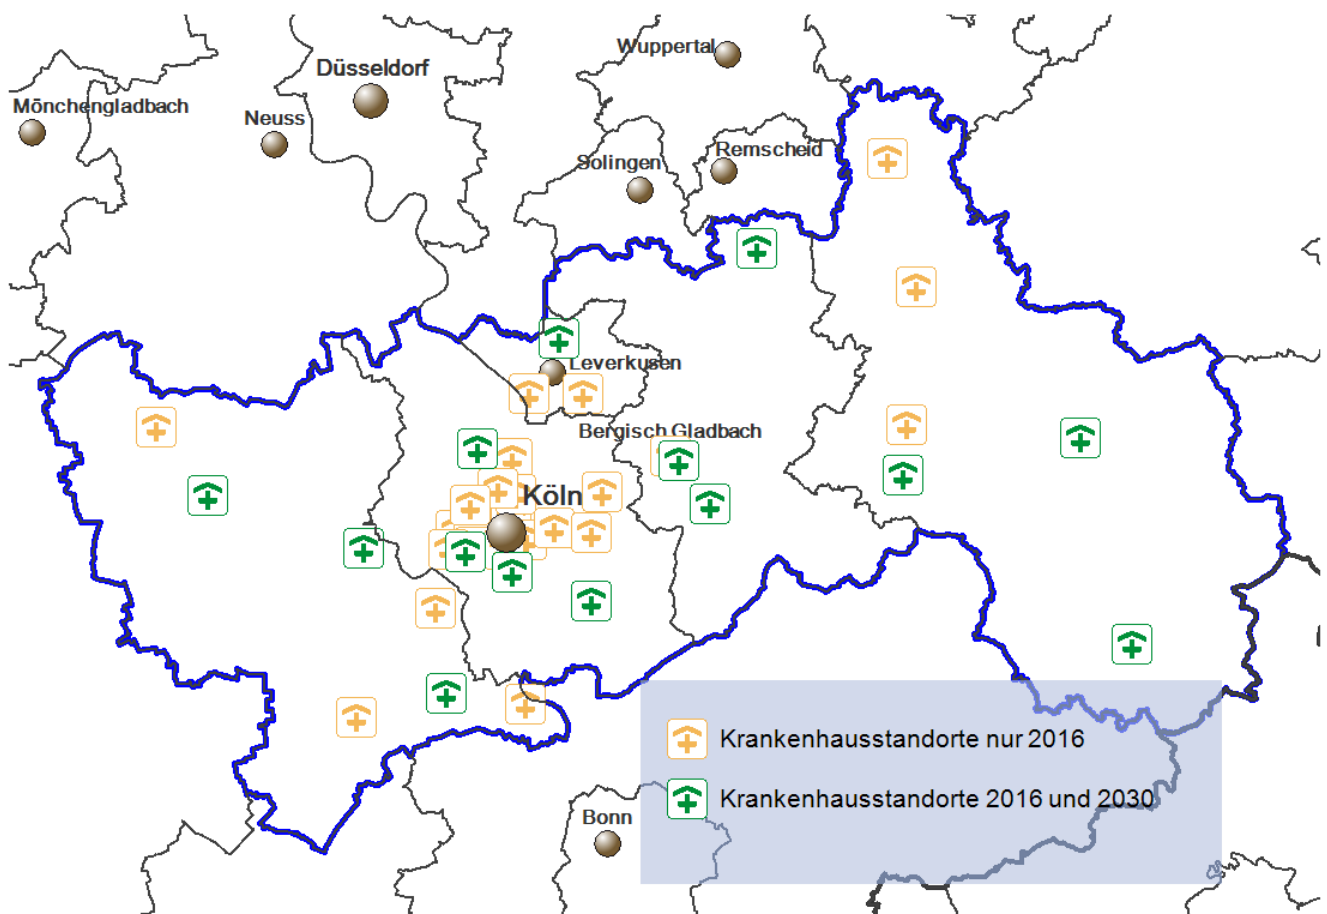 Wuppertal
Düsseldorf
Mönchengladbach
Neuss
Remscheid
Solingen
Leverkusen
Bergisch Gladbach
Köln
Krankenhausstandorte nur 2016
Krankenhausstandorte 2016 und 2030
Bonn